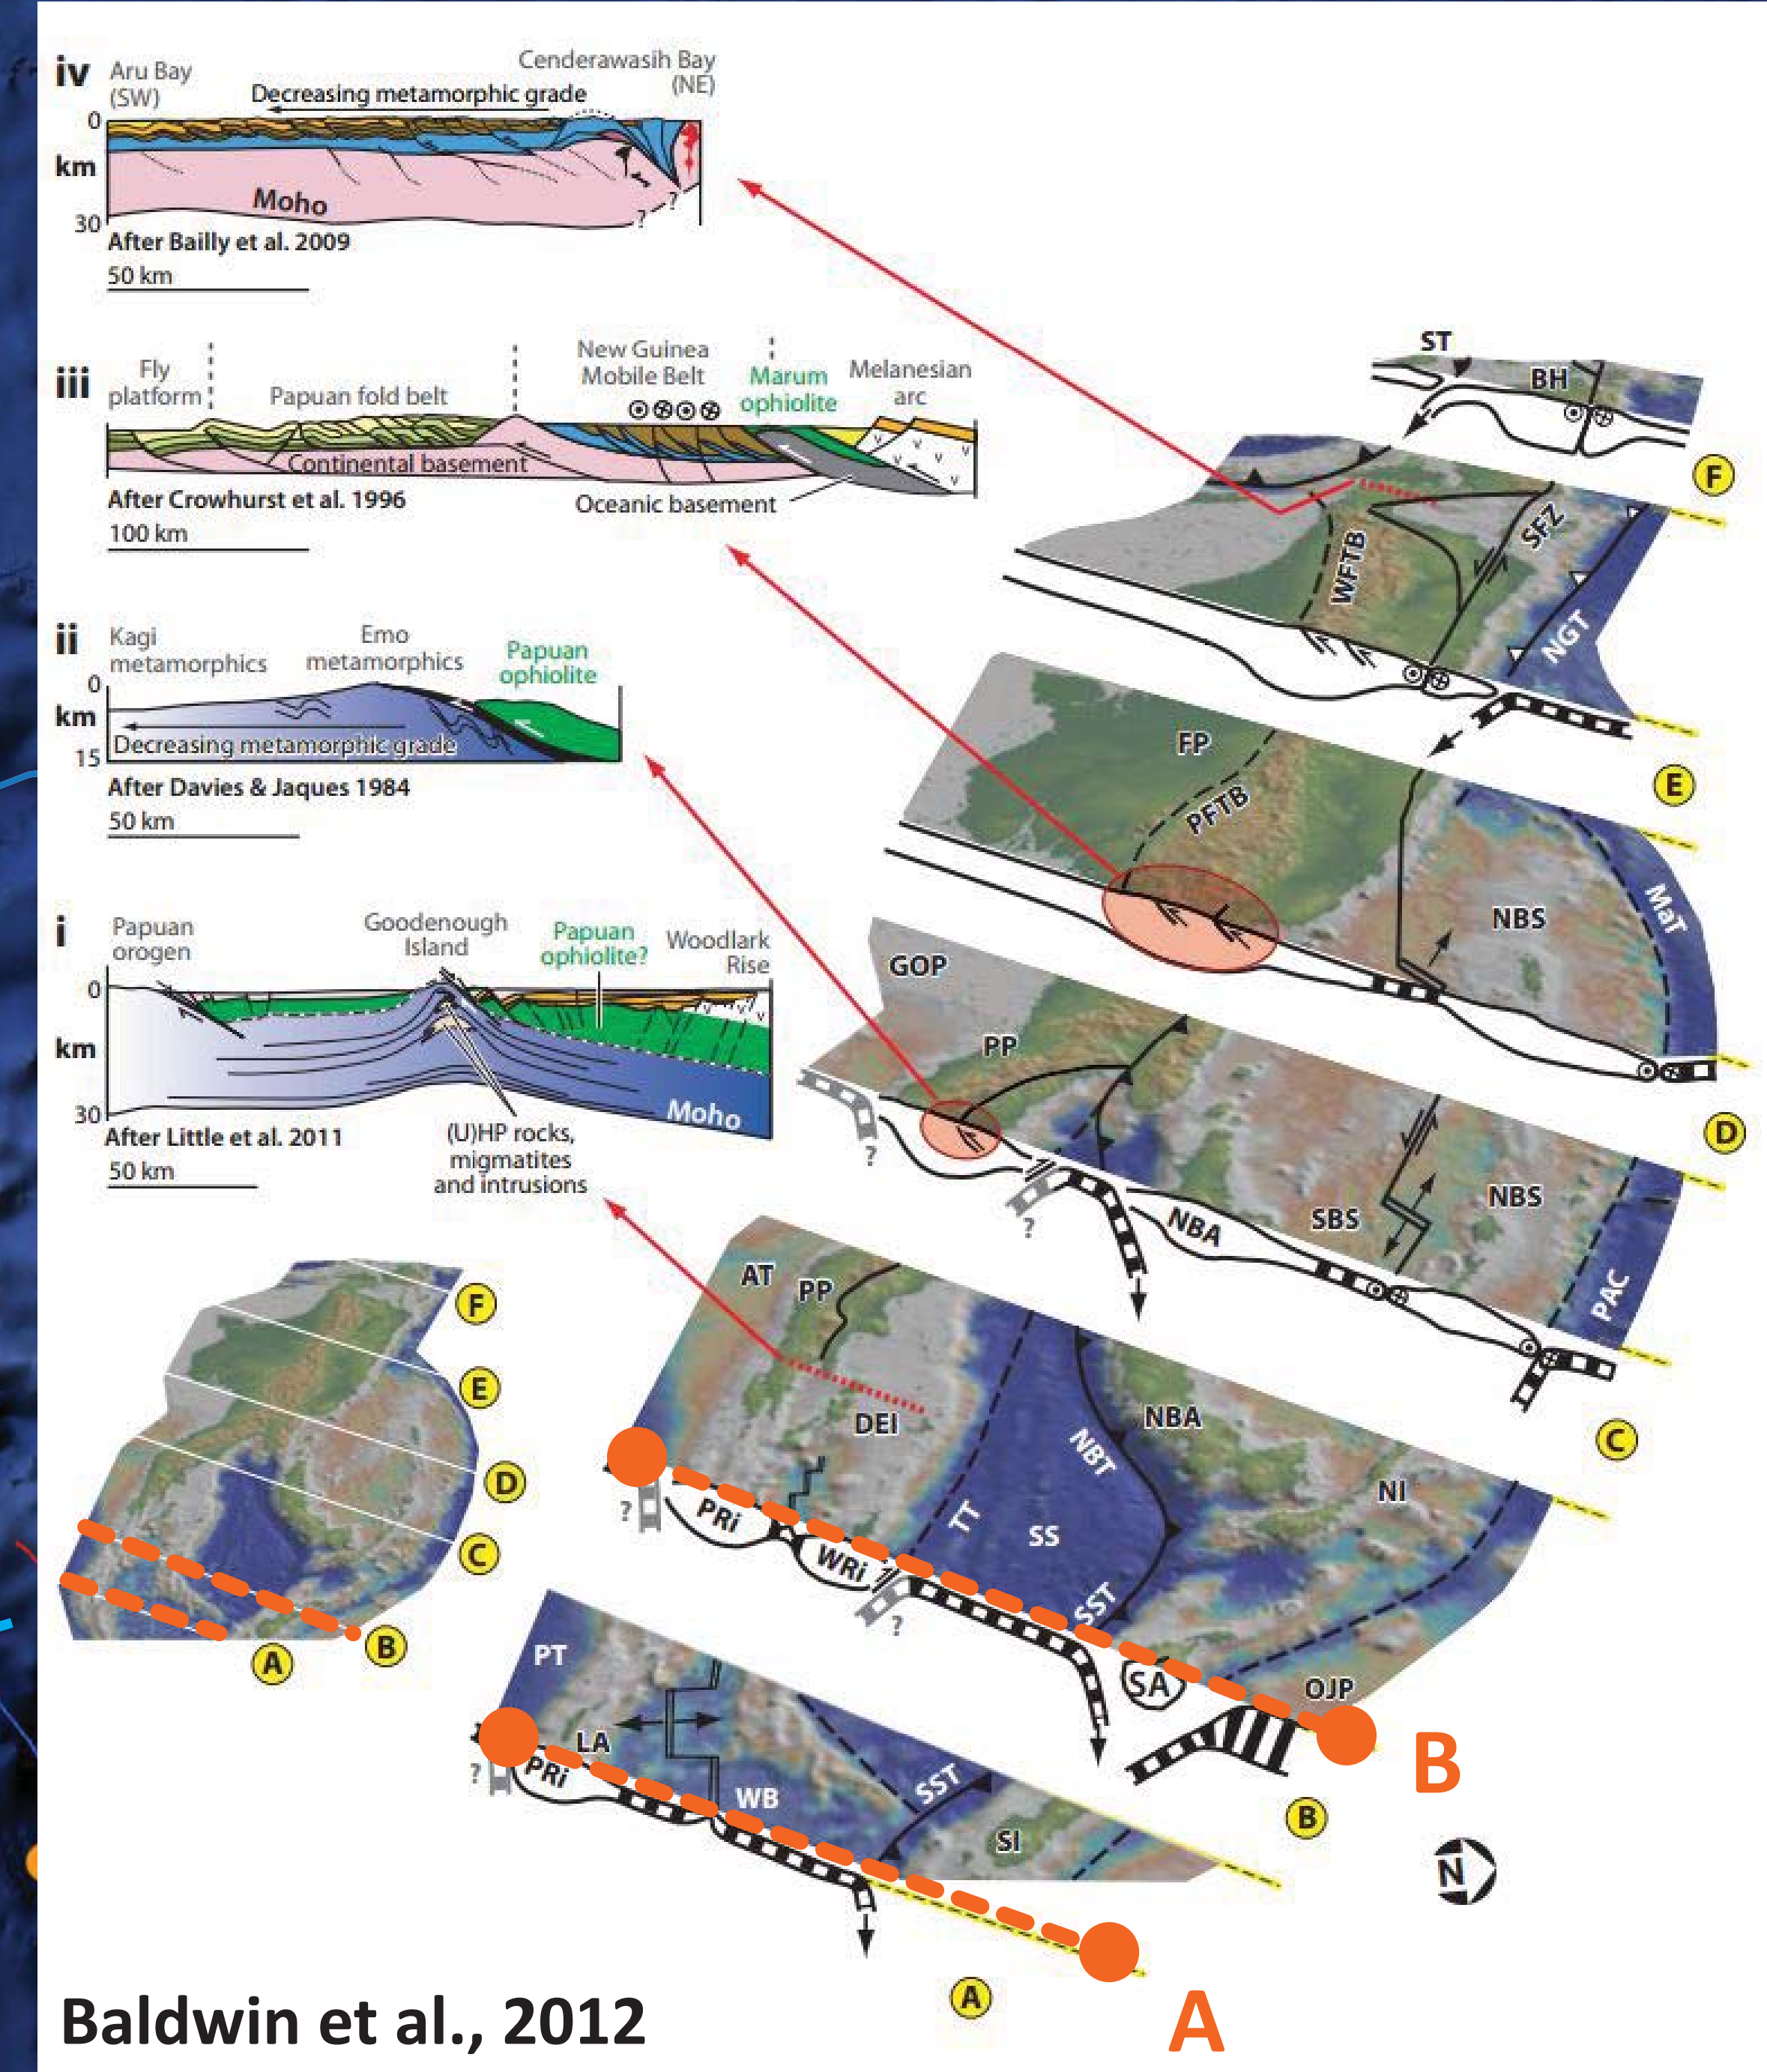 iv
Aru Bay
(SW)
Cenderawasih Bay
(NE)
Decreasing metamorphic grade
0
km
30
Moho
?
?
After Bailly et al. 2009
50 km
iii
Fly
platform
Papuan fold belt
New Guinea
Mobile Belt
Marum
ophiolite
Melanesian
arc
v
v
v
v
v
Continental basement
After Crowhurst et al. 1996
Oceanic basement
100 km
ii
Kagi
metamorphics
Emo
metamorphics
Papuan
ophiolite
0
km
15
Decreasing metamorphic grade
After Davies & Jaques 1984
50 km
i
Papuan
orogen
Goodenough
Island
Papuan
ophiolite?
Woodlark
Rise
0
km
30
v
v
Moho
After Little et al. 2011
50 km
(U)HP rocks,
migmatites
and intrusions
ST
BH
F
WFTB
SFZ
NGT
E
FP
PFTB
NBS
MaT
D
GOP
PP
?
?
NBA
SBS
NBS
PAC
C
AT
PP
DEI
NBT
NBA
NI
TT
SS
SST
?
PRi
WRi
?
SA
OJP
B
B
PT
LA
?
PRi
WB
SST
SI
A
A
N
F
E
D
C
B
A
Baldwin et al., 2012